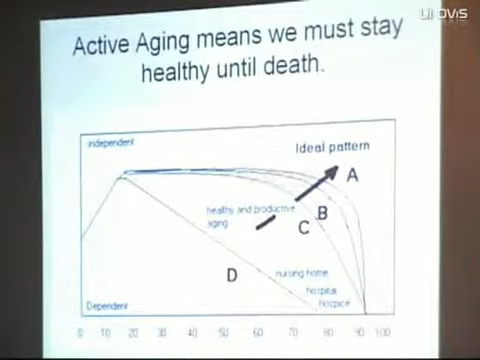 Active Aging means we must stay
healthy until death.
independent
Ideal pattern
A
healthy and productive
aging
B
C
D
nursing home
hospital
hospice
Dependent
0 10 20 30 40 50 60 70 80 90 100